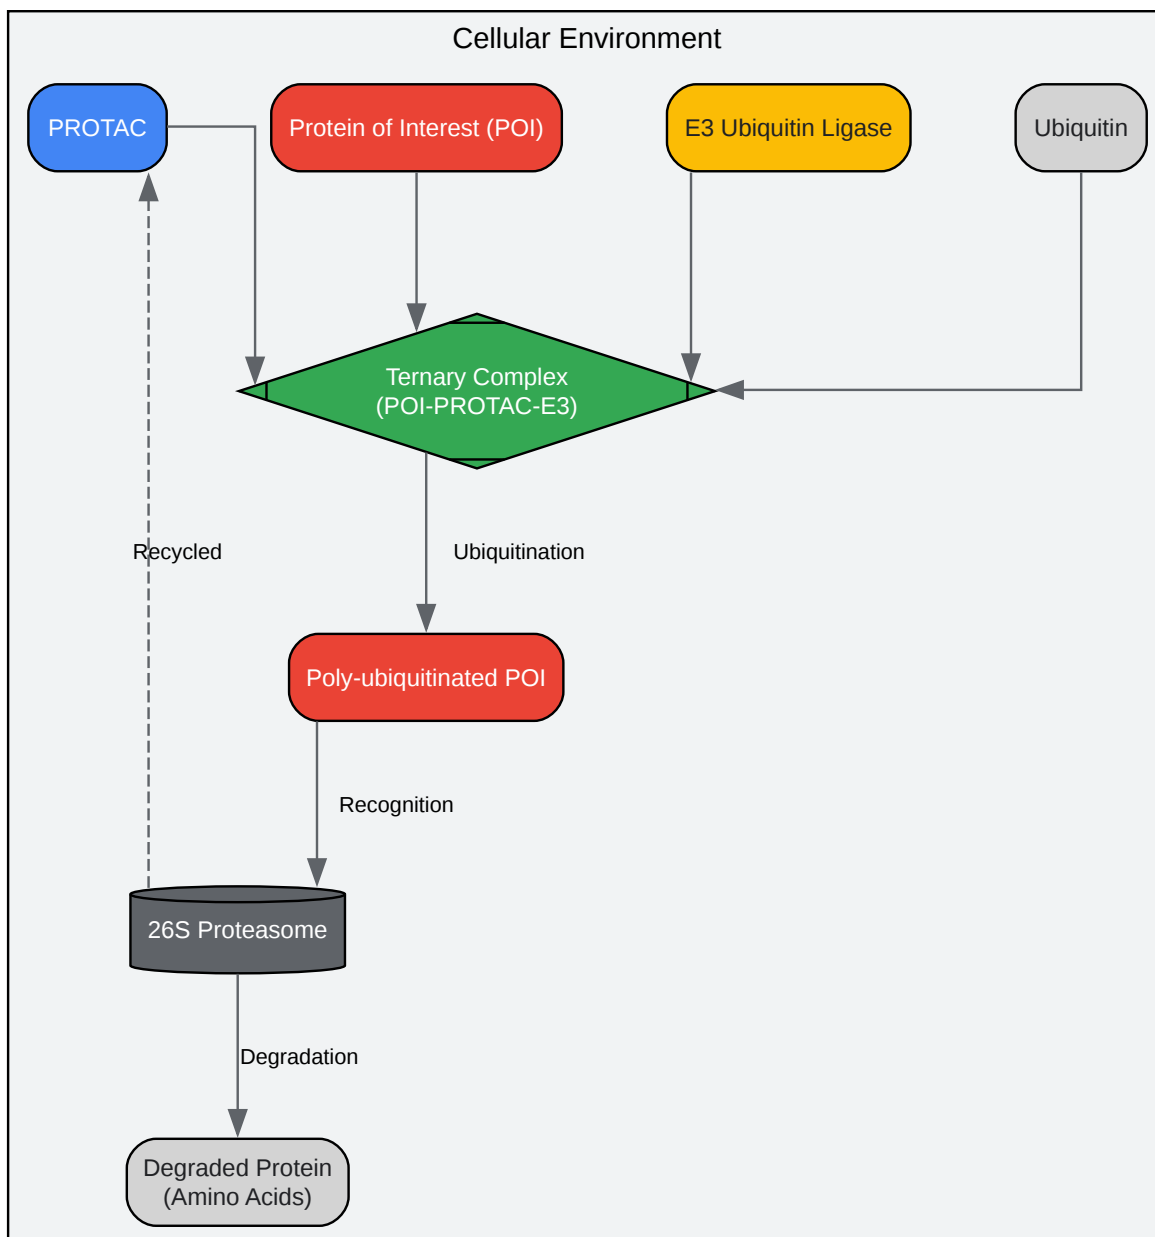 Cellular Environment
PROTAC
Protein of Interest (POI)
E3 Ubiquitin Ligase
Ubiquitin
Ternary Complex
(POI-PROTAC-E3)
Recycled
Ubiquitination
Poly-ubiquitinated POI
Recognition
26S Proteasome
Degradation
Degraded Protein
(Amino Acids)